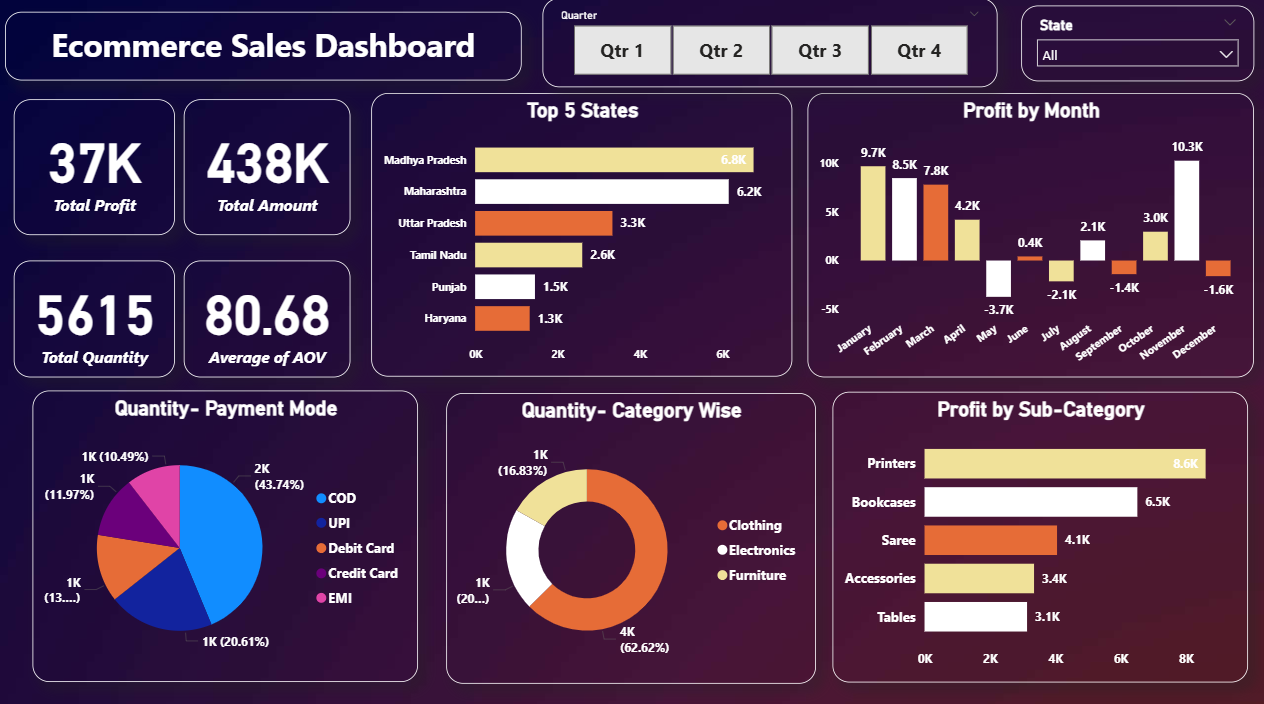 Ecommerce Sales Dashboard
Quarter
Qtr 1
Qtr 2
Qtr 3
Qtr 4
State
All
37K
Total Profit
438K
Total Amount
5615
Total Quantity
80.68
Average of AOV
Top 5 States
Madhya Pradesh
6.8K
Maharashtra
6.2K
Uttar Pradesh
3.3K
Tamil Nadu
2.6K
Punjab
1.5K
Haryana
1.3K
0K
2K
4K
6K
Profit by Month
10K
5K
0K
-5K
9.7K
8.5K
7.8K
4.2K
-3.7K
0.4K
-2.1K
2.1K
-1.4K
3.0K
10.3K
-1.6K
January
February
March
April
May
June
July
August
September
October
November
December
Quantity- Payment Mode
1K (10.49%)
1K
(11.97%)
1K
(13....)
2K
(43.74%)
1K (20.61%)
COD
UPI
Debit Card
Credit Card
EMI
Quantity- Category Wise
1K
(16.83%)
1K
(20...)
4K
(62.62%)
Clothing
Electronics
Furniture
Profit by Sub-Category
Printers
8.6K
Bookcases
6.5K
Saree
4.1K
Accessories
3.4K
Tables
3.1K
0K
2K
4K
6K
8K